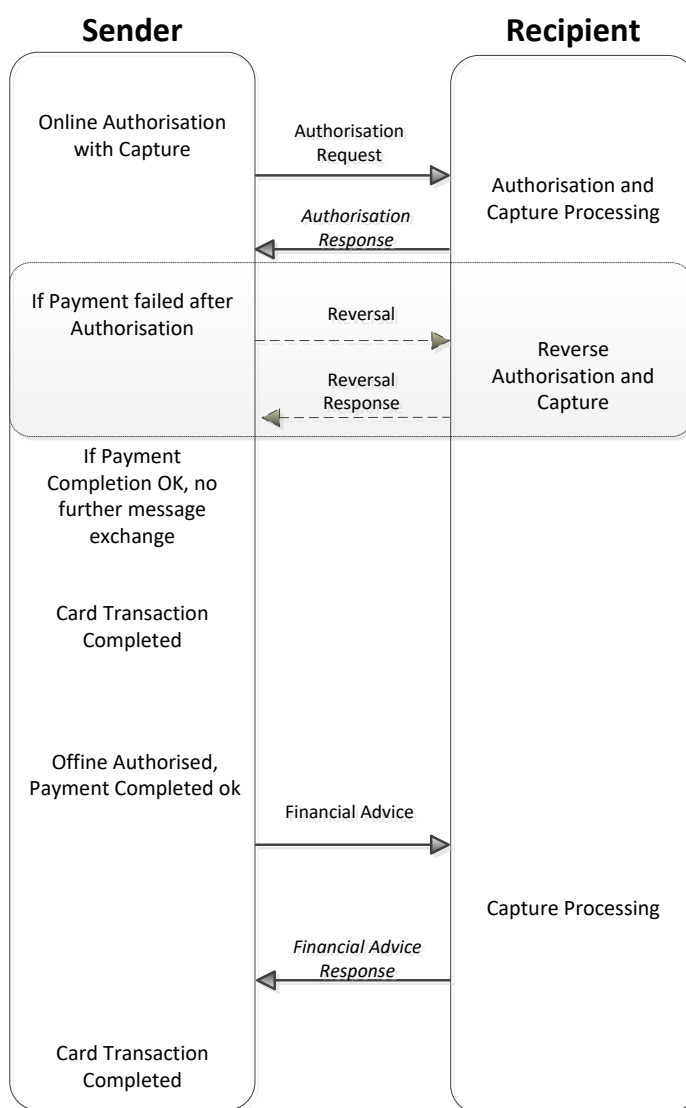 Sender
Recipient
Online Authorisation
with Capture
Authorisation
Request
Authorisation and
Capture Processing
Authorisation
Response
If Payment failed after
Authorisation
Reversal
Reverse
Authorisation and
Capture
Reversal
Response
If Payment
Completion OK, no
further message
exchange
Card Transaction
Completed
Offine Authorised,
Payment Completed ok
Financial Advice
Capture Processing
Financial Advice
Response
Card Transaction
Completed